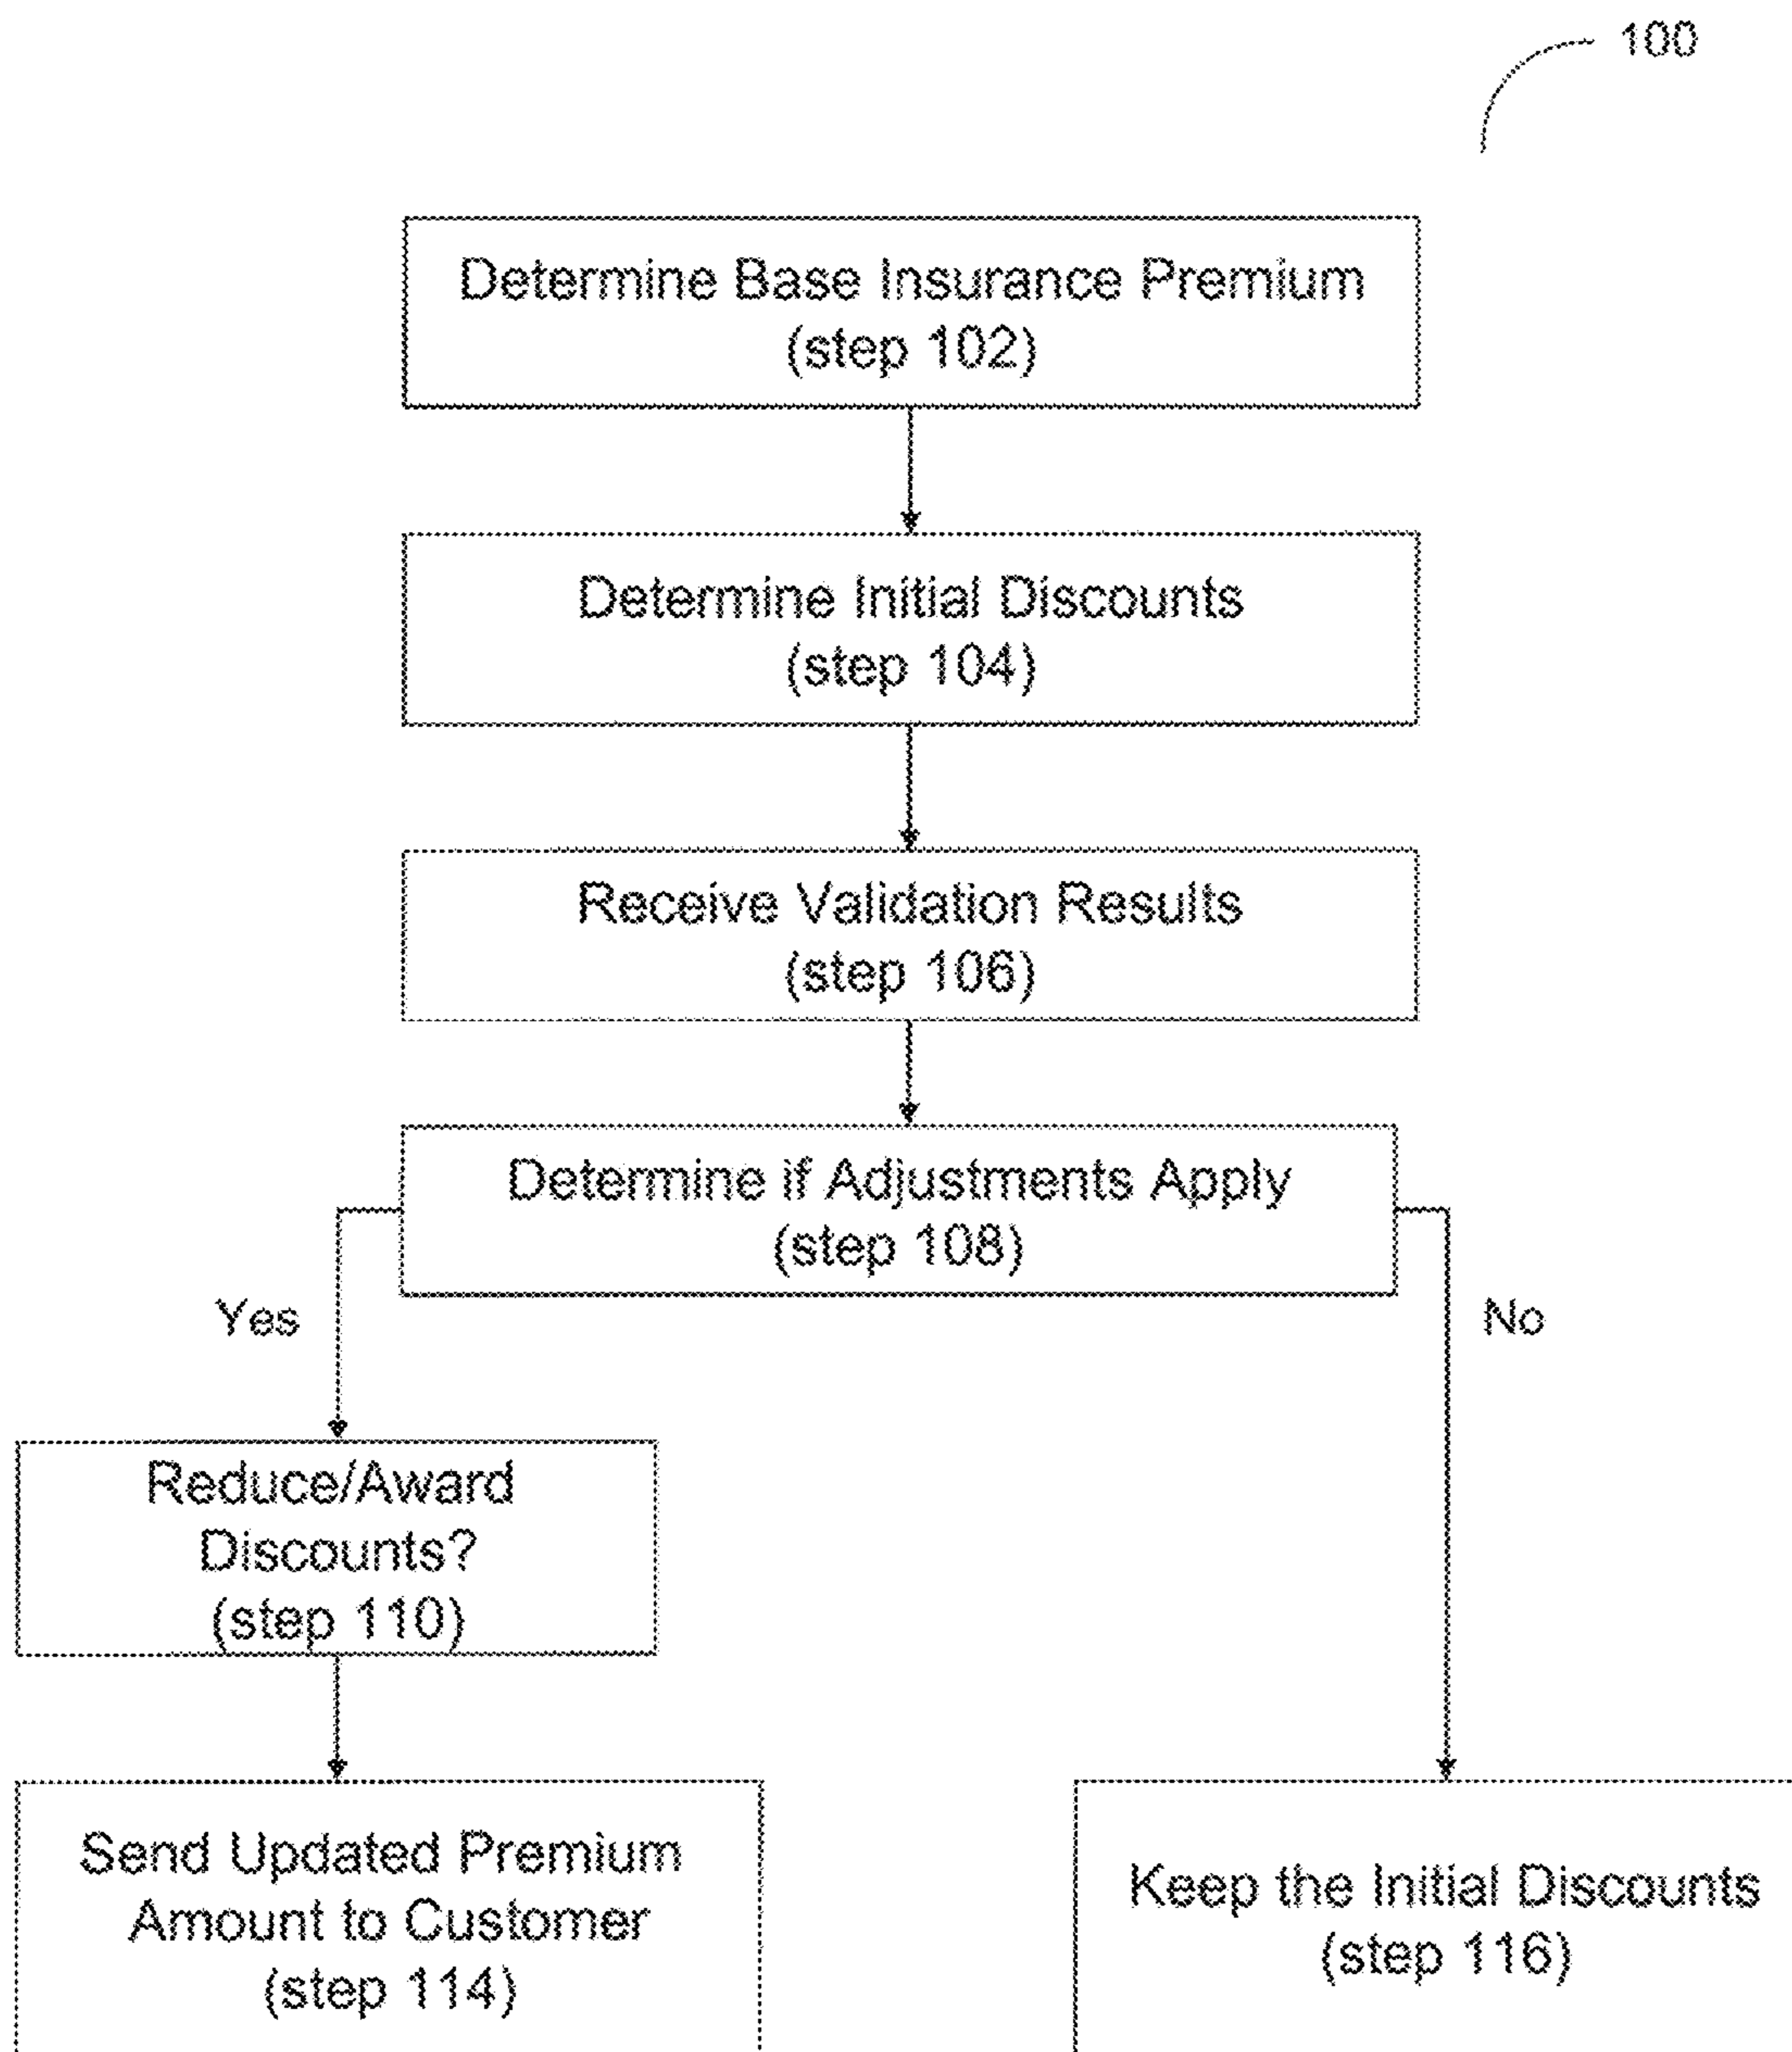 100
Determine Base Insurance Premium
(step 102)
Determine Initial Discounts
(step 104)
Receive Validation Results
(step 106)
Determine if Adjustments Apply
(step 108)
Yes
No
Reduce/Award
Discounts?
(step 110)
Send Updated Premium
Amount to Customer
(step 114)
Keep the Initial Discounts
(step 116)